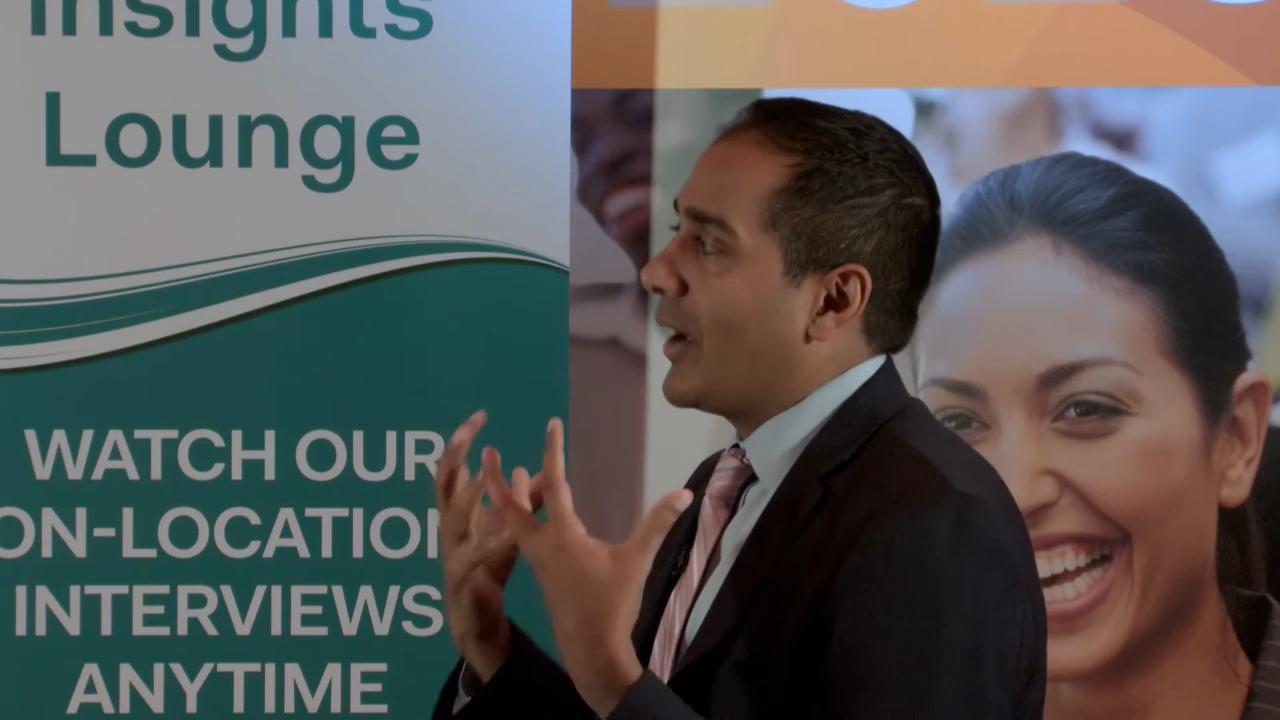 Insights
Lounge
WATCH OUR
ON-LOCATION
INTERVIEWS
ANYTIME